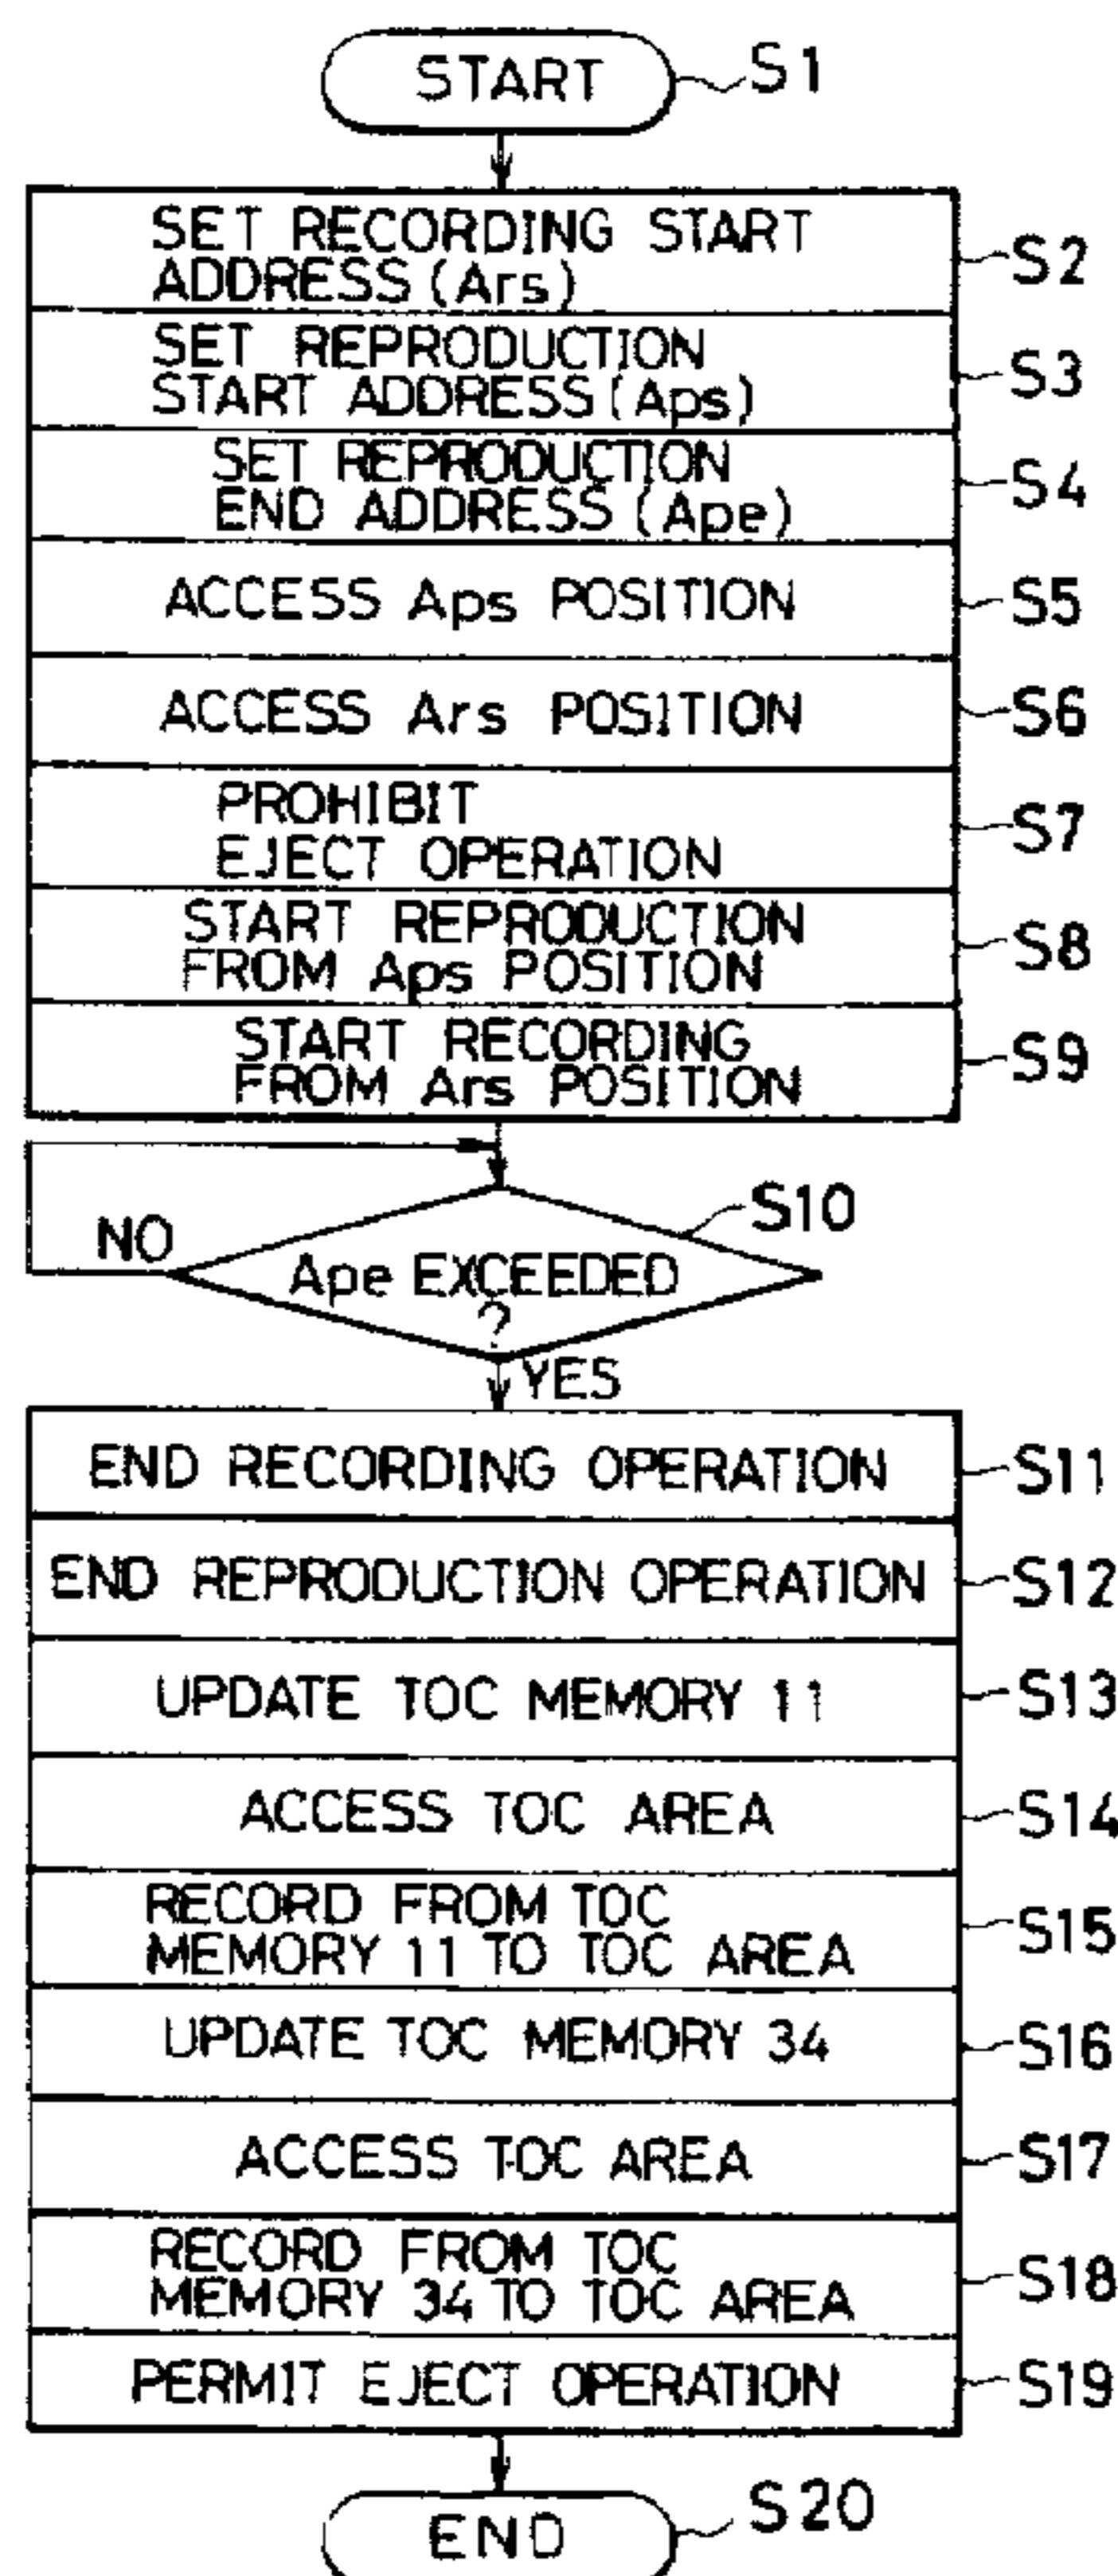 START
S1
SET RECORDING START
ADDRESS (Ars)
S2
SET REPRODUCTION
START ADDRESS (Aps)
S3
SET REPRODUCTION
END ADDRESS (Ape)
S4
ACCESS Aps POSITION
S5
ACCESS Ars POSITION
S6
PROHIBIT
EJECT OPERATION
S7
START REPRODUCTION
FROM Aps POSITION
S8
START RECORDING
FROM Ars POSITION
S9
S10
NO
Ape EXCEEDED
?
YES
END RECORDING OPERATION
S11
END REPRODUCTION OPERATION
S12
UPDATE TOC MEMORY 11
S13
ACCESS TOC AREA
S14
RECORD FROM TOC
MEMORY 11 TO TOC AREA
S15
UPDATE TOC MEMORY 34
S16
ACCESS TOC AREA
S17
RECORD FROM TOC
MEMORY 34 TO TOC AREA
S18
PERMIT EJECT OPERATION
S19
END
S20